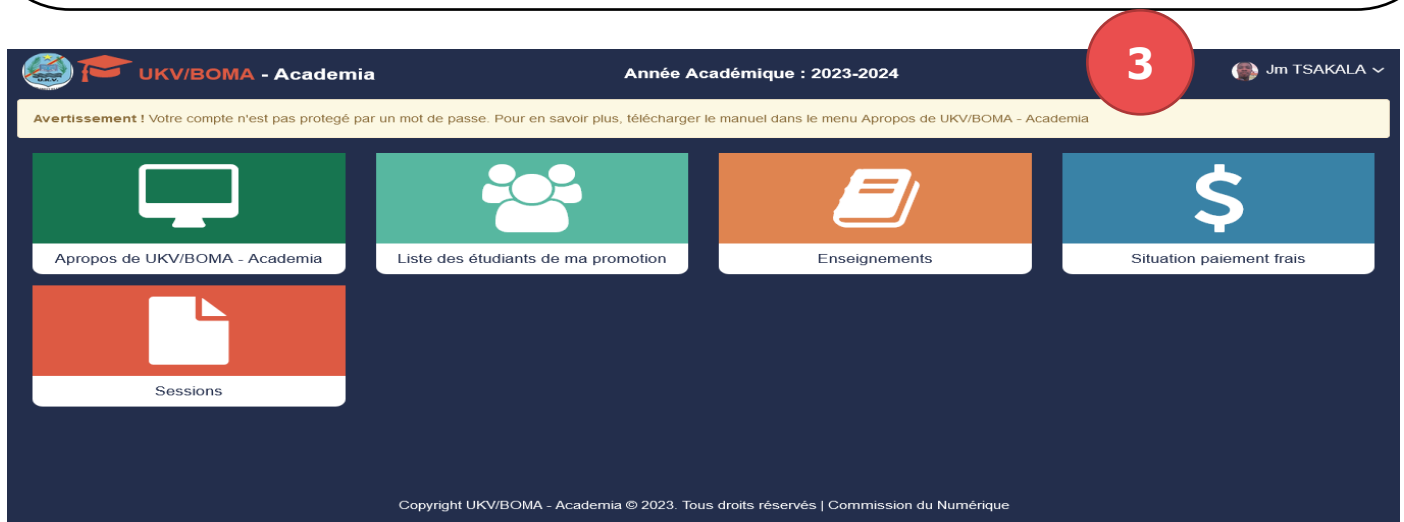 3
UKV/BOMA - Academia
Année Académique : 2023-2024
Jm TSAKALA
Avertissement ! Votre compte n'est pas protegé par un mot de passe. Pour en savoir plus, télécharger le manuel dans le menu Apropos de UKV/BOMA - Academia
Apropos de UKV/BOMA - Academia
Liste des étudiants de ma promotion
Enseignements
Situation paiement frais
Sessions
Copyright UKV/BOMA - Academia © 2023. Tous droits réservés | Commission du Numérique